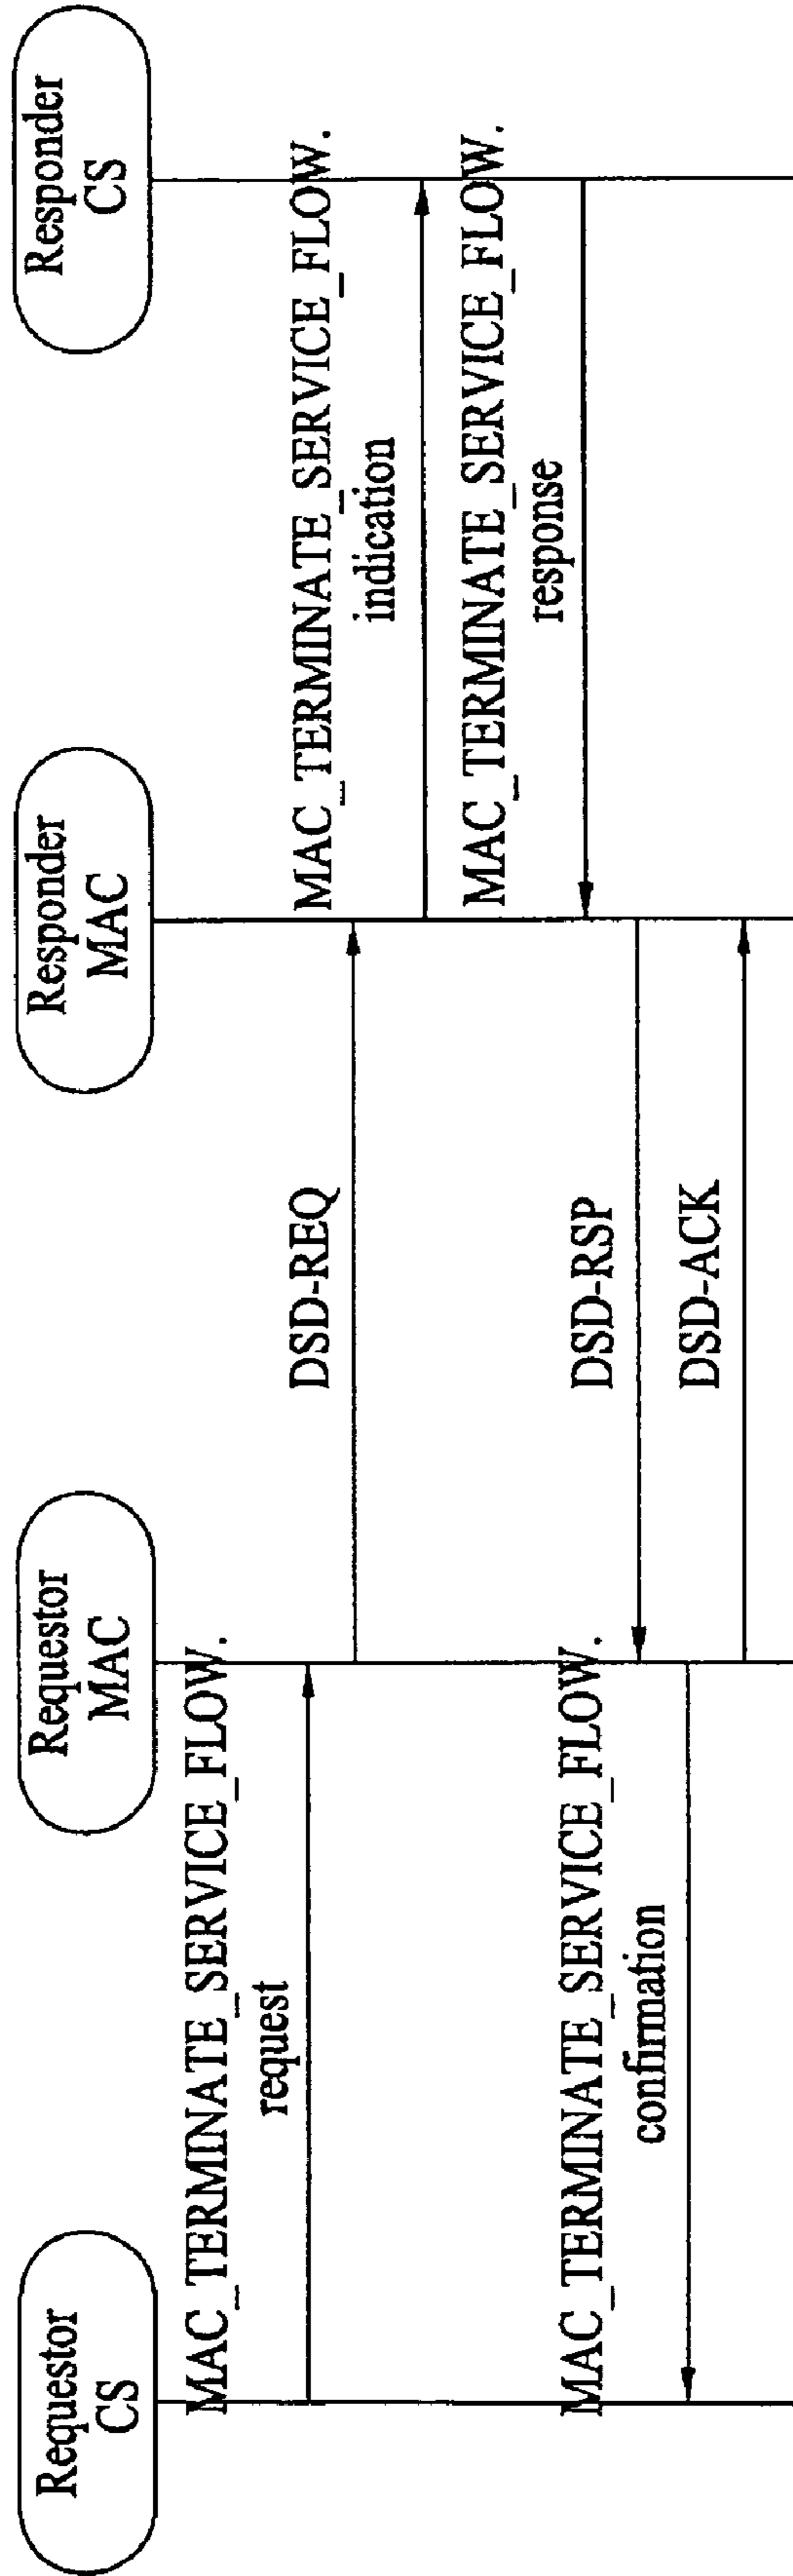 Requestor
CS
Requestor
MAC
Responder
MAC
Responder
CS
MAC_TERMINATE_SERVICE_FLOW.
request
DSD-REQ
MAC_TERMINATE_SERVICE_FLOW.
indication
MAC_TERMINATE_SERVICE_FLOW.
response
DSD-RSP
MAC_TERMINATE_SERVICE_FLOW.
confirmation
DSD-ACK